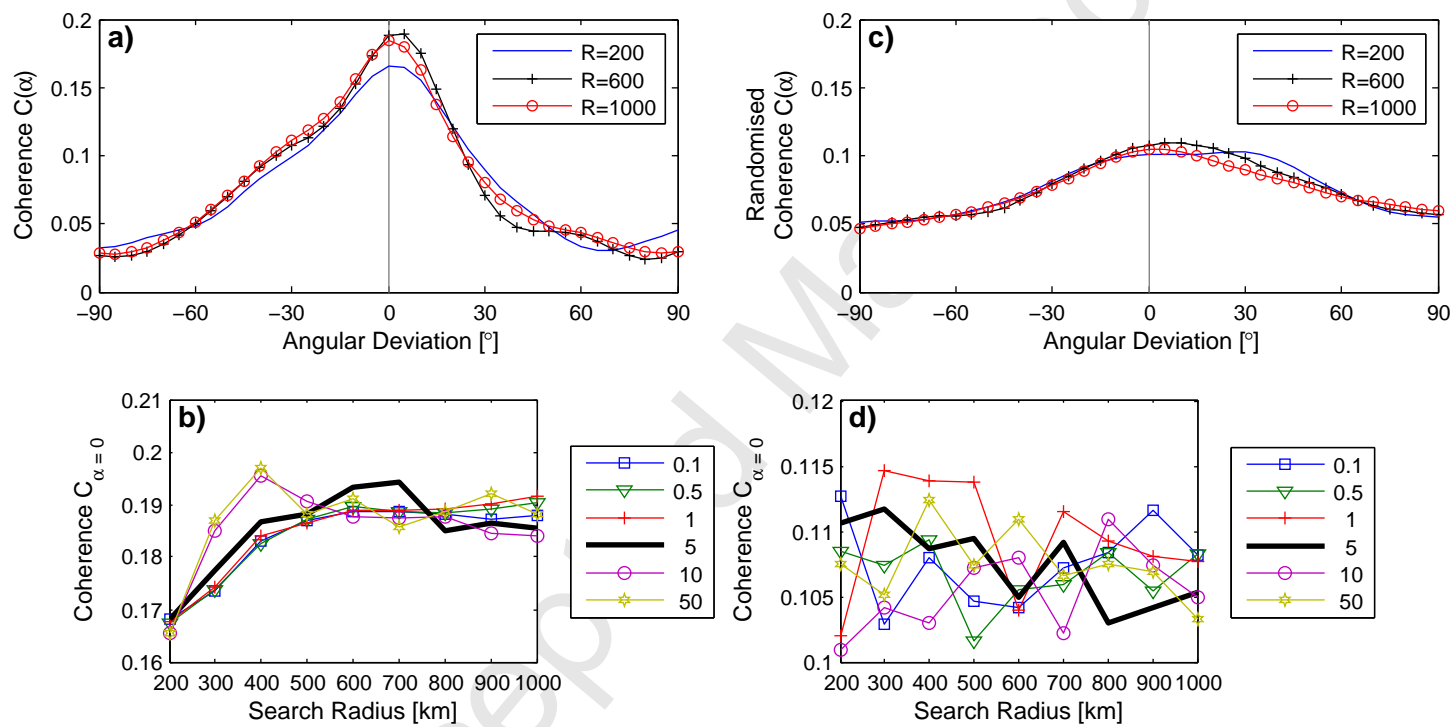 a)
Coherence C(α)
0.2
0.15
0.1
0.05
0
−90
−60
−30
0
30
60
90
Angular Deviation [°]
R=200
R=600
R=1000
c)
Randomised
Coherence C(α)
0.2
0.15
0.1
0.05
0
−90
−60
−30
0
30
60
90
Angular Deviation [°]
R=200
R=600
R=1000
b)
Coherence C α = 0
0.21
0.2
0.19
0.18
0.17
0.16
200 300 400 500 600 700 800 900 1000
Search Radius [km]
0.1
0.5
1
5
10
50
d)
Coherence C α = 0
0.12
0.115
0.11
0.105
0.1
200 300 400 500 600 700 800 900 1000
Search Radius [km]
0.1
0.5
1
5
10
50